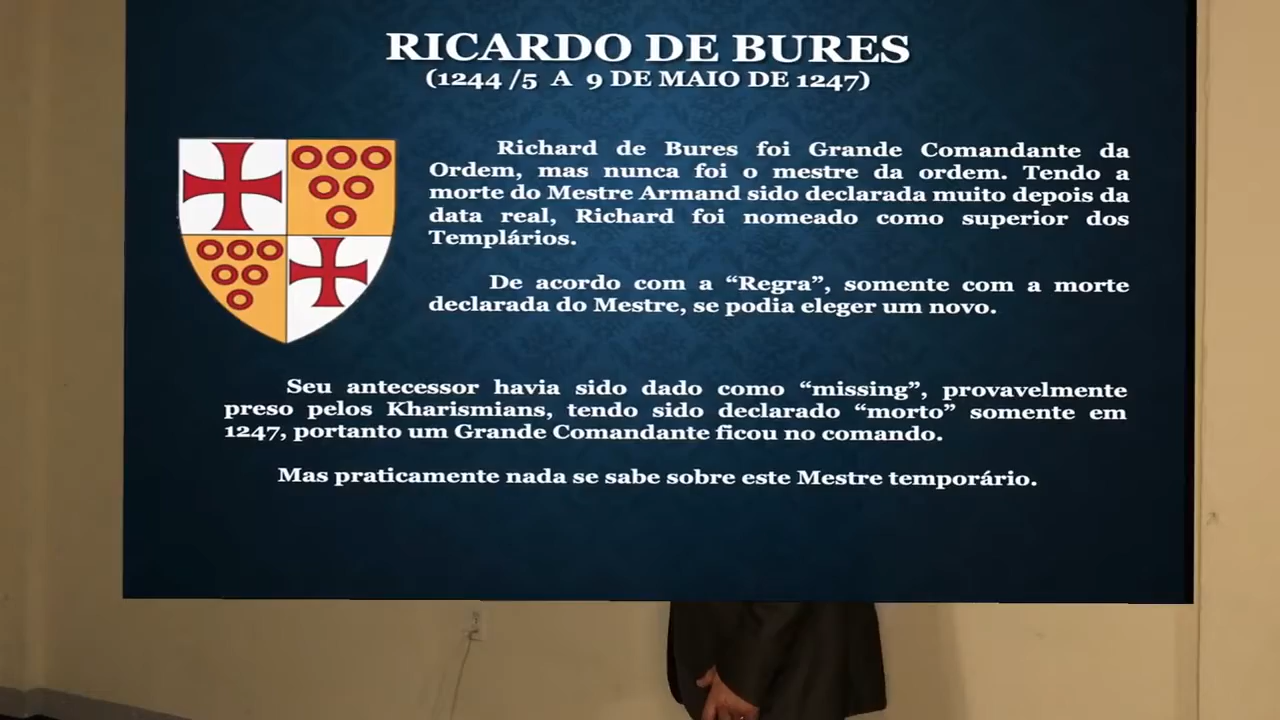 RICARDO DE BURES
(1244 /5 A 9 DE MAIO DE 1247)
Richard de Bures foi Grande Comandante da
Ordem, mas nunca foi o mestre da ordem. Tendo a
morte do Mestre Armand sido declarada muito depois da
data real, Richard foi nomeado como superior dos
Templários.
De acordo com a “Regra”, somente com a morte
declarada do Mestre, se podia eleger um novo.
Seu antecessor havia sido dado como “missing”, provavelmente
preso pelos Kharismians, tendo sido declarado “morto” somente em
1247, portanto um Grande Comandante ficou no comando.
Mas praticamente nada se sabe sobre este Mestre temporário.